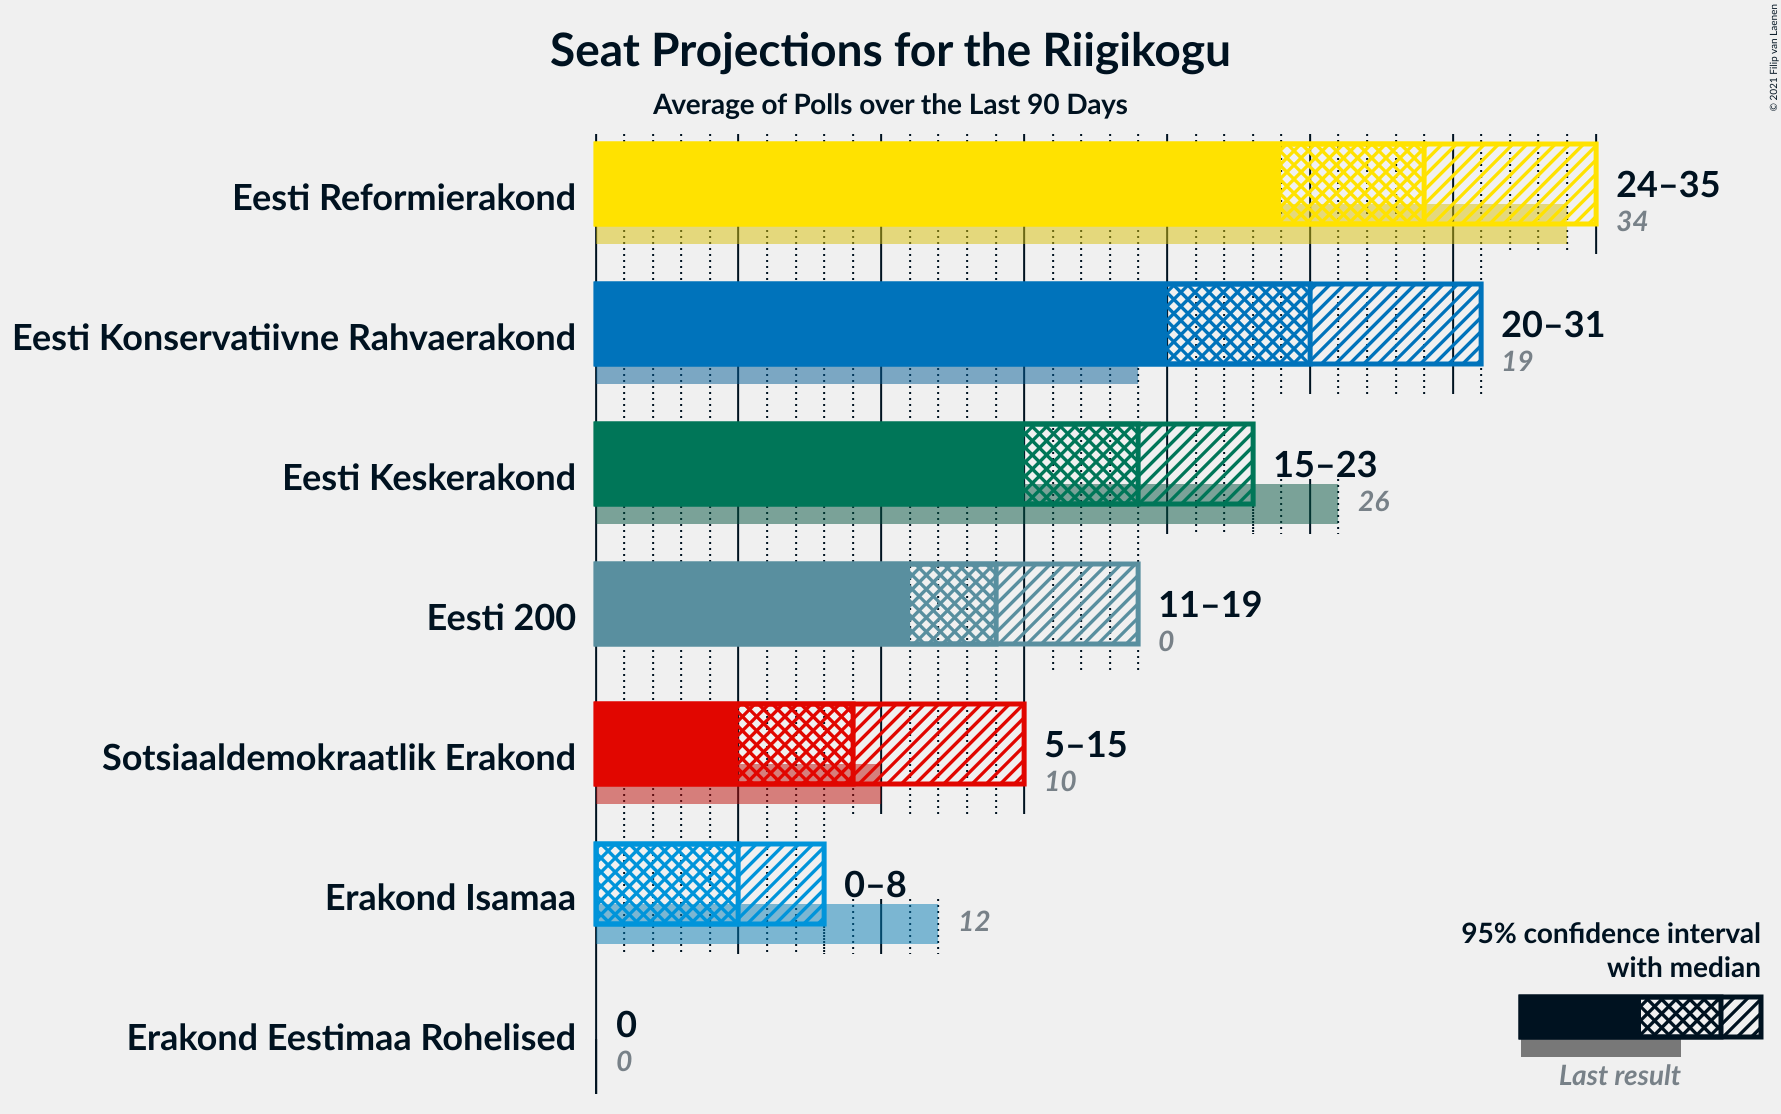 Seat Projections for the Riigikogu
Average of Polls over the Last 90 Days
© 2021 Filip van Laenen
Eesti Reformierakond
24–35
34
Eesti Konservatiivne Rahvaerakond
20–31
19
Eesti Keskerakond
15–23
26
Eesti 200
11–19
0
Sotsiaaldemokraatlik Erakond
5–15
10
Erakond Isamaa
0–8
12
Erakond Eestimaa Rohelised
0
0
95% confidence interval
with median
Last result